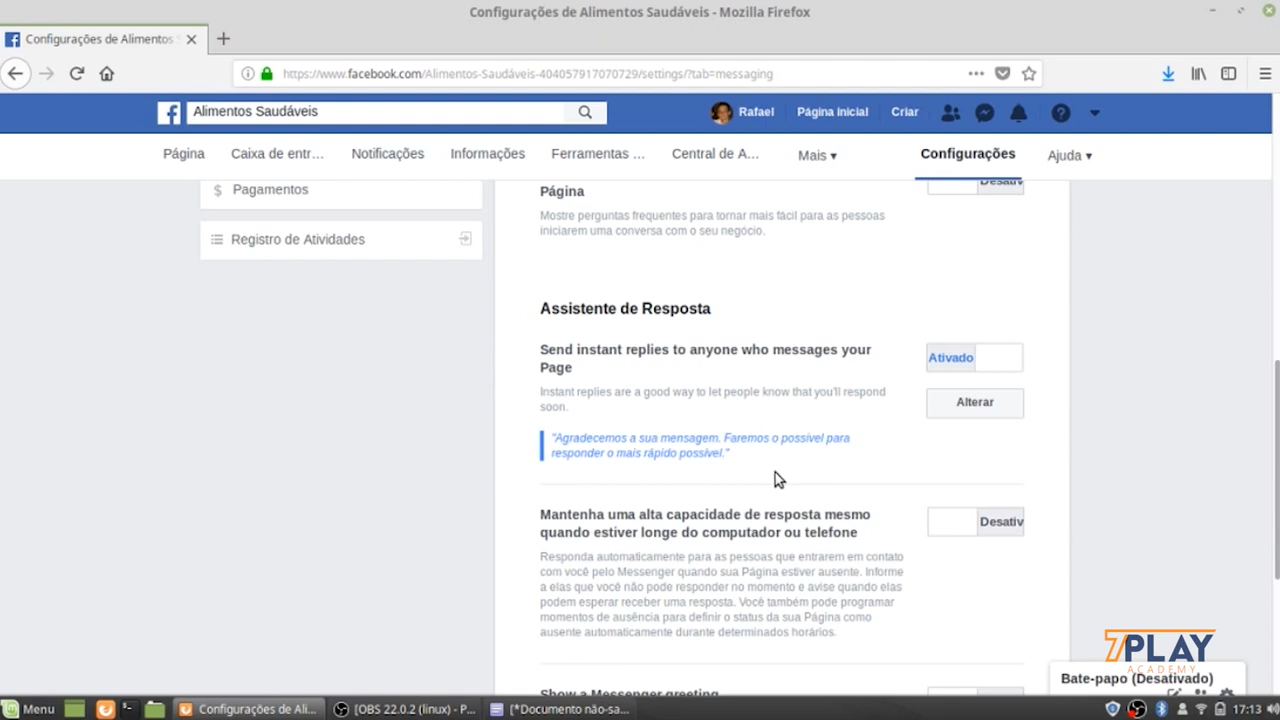 Configurações de Alimentos Saudáveis - Mozilla Firefox
Configurações de Alimentos S
https://www.facebook.com/Alimentos-Saudáveis-404057917070729/settings/?tab=messaging
Alimentos Saudáveis
Rafael
Página inicial
Criar
Página
Caixa de entr...
Notificações
Informações
Ferramentas ...
Central de A...
Mais
Configurações
Ajuda
$ Pagamentos
Registro de Atividades
Página
Desativ
Mostre perguntas frequentes para tornar mais fácil para as pessoas
iniciarem uma conversa com o seu negócio.
Assistente de Resposta
Send instant replies to anyone who messages your
Page
Ativado
Instant replies are a good way to let people know that you'll respond
soon.
Alterar
"Agradecemos a sua mensagem. Faremos o possível para
responder o mais rápido possível."
Mantenha uma alta capacidade de resposta mesmo
quando estiver longe do computador ou telefone
Desativ
Responda automaticamente para as pessoas que entrarem em contato
com você pelo Messenger quando sua Página estiver ausente. Informe
a elas que você não pode responder no momento e avise quando elas
podem esperar receber uma resposta. Você também pode programar
momentos de ausência para definir o status da sua Página como
ausente automaticamente durante determinados horários.
Show a Messenger greeting
7PLAY
ACADEMY
Bate-papo (Desativado)
Menu
Configurações de Ali...
[OBS 22.0.2 (linux) - P...
[*Documento não-sa...
17:13